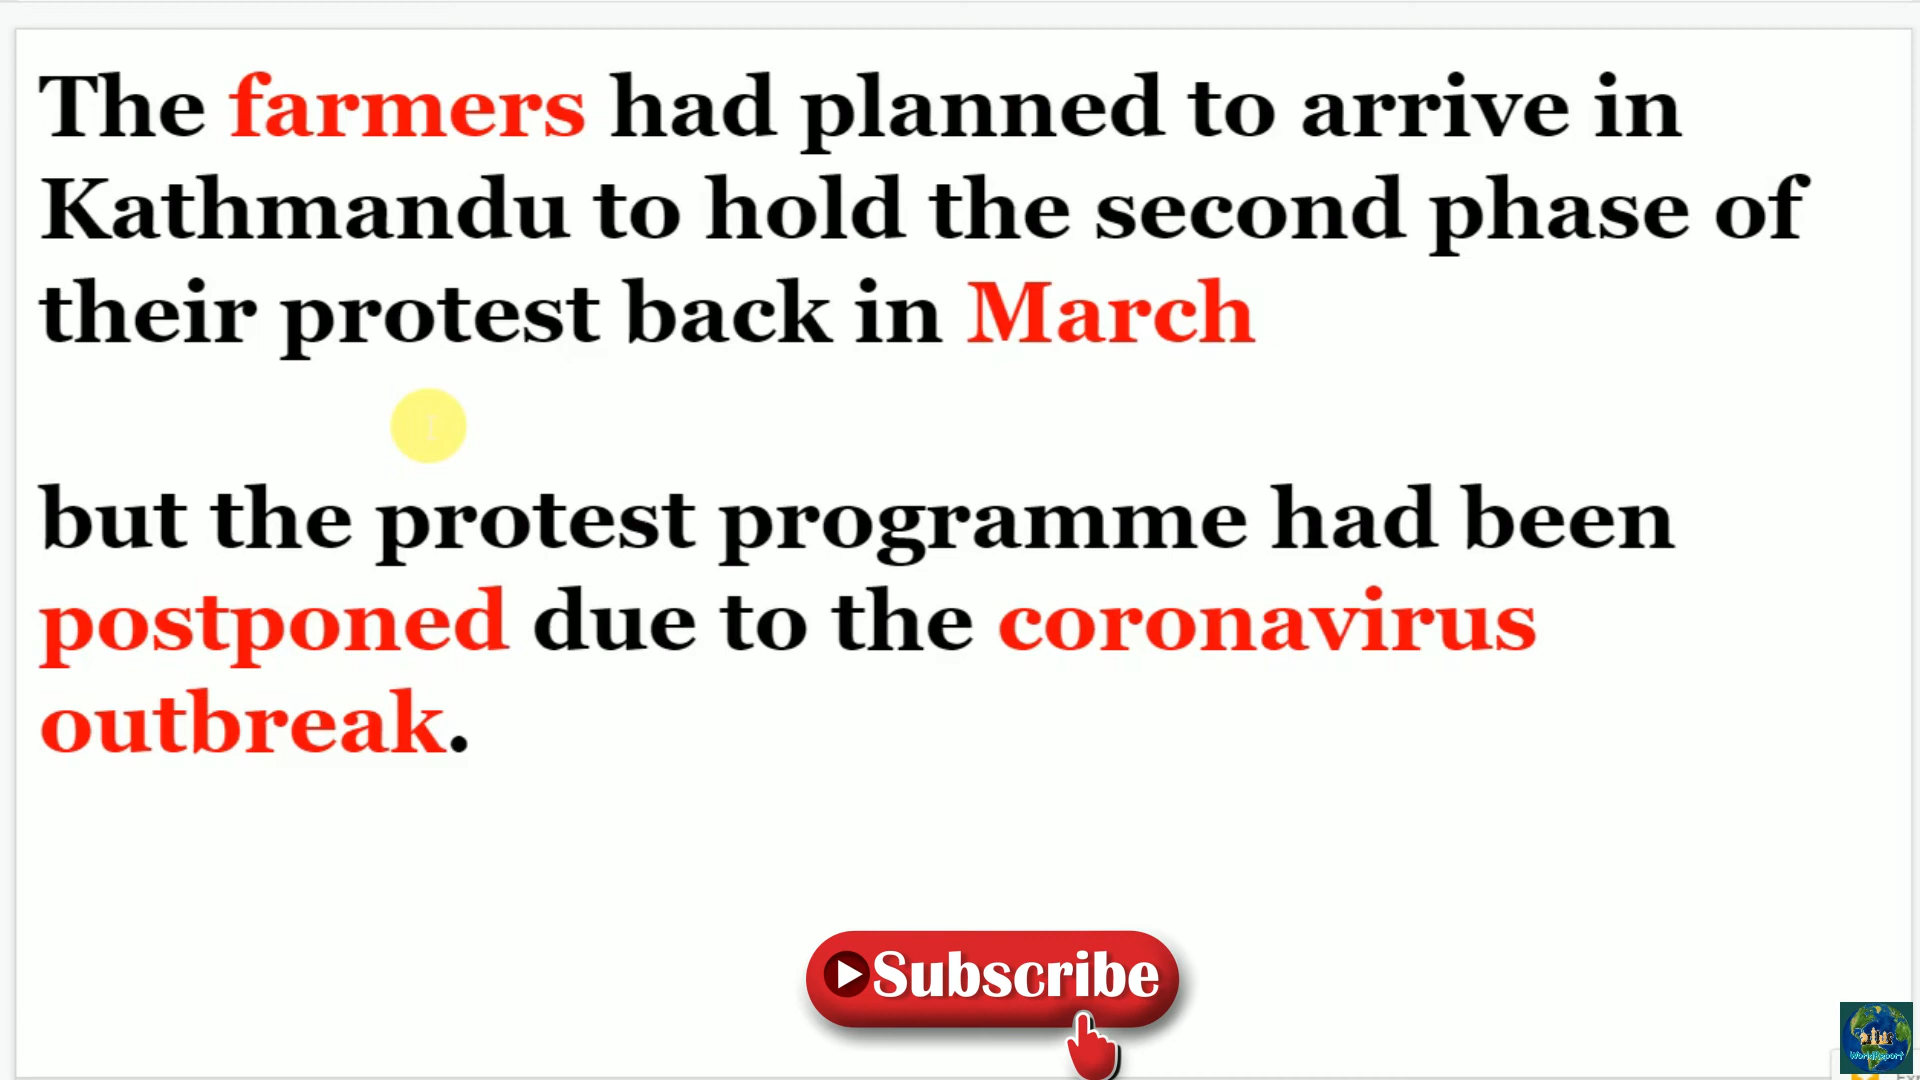 The farmers had planned to arrive in
Kathmandu to hold the second phase of
their protest back in March
but the protest programme had been
postponed due to the coronavirus
outbreak.
Subscribe
WorldReport